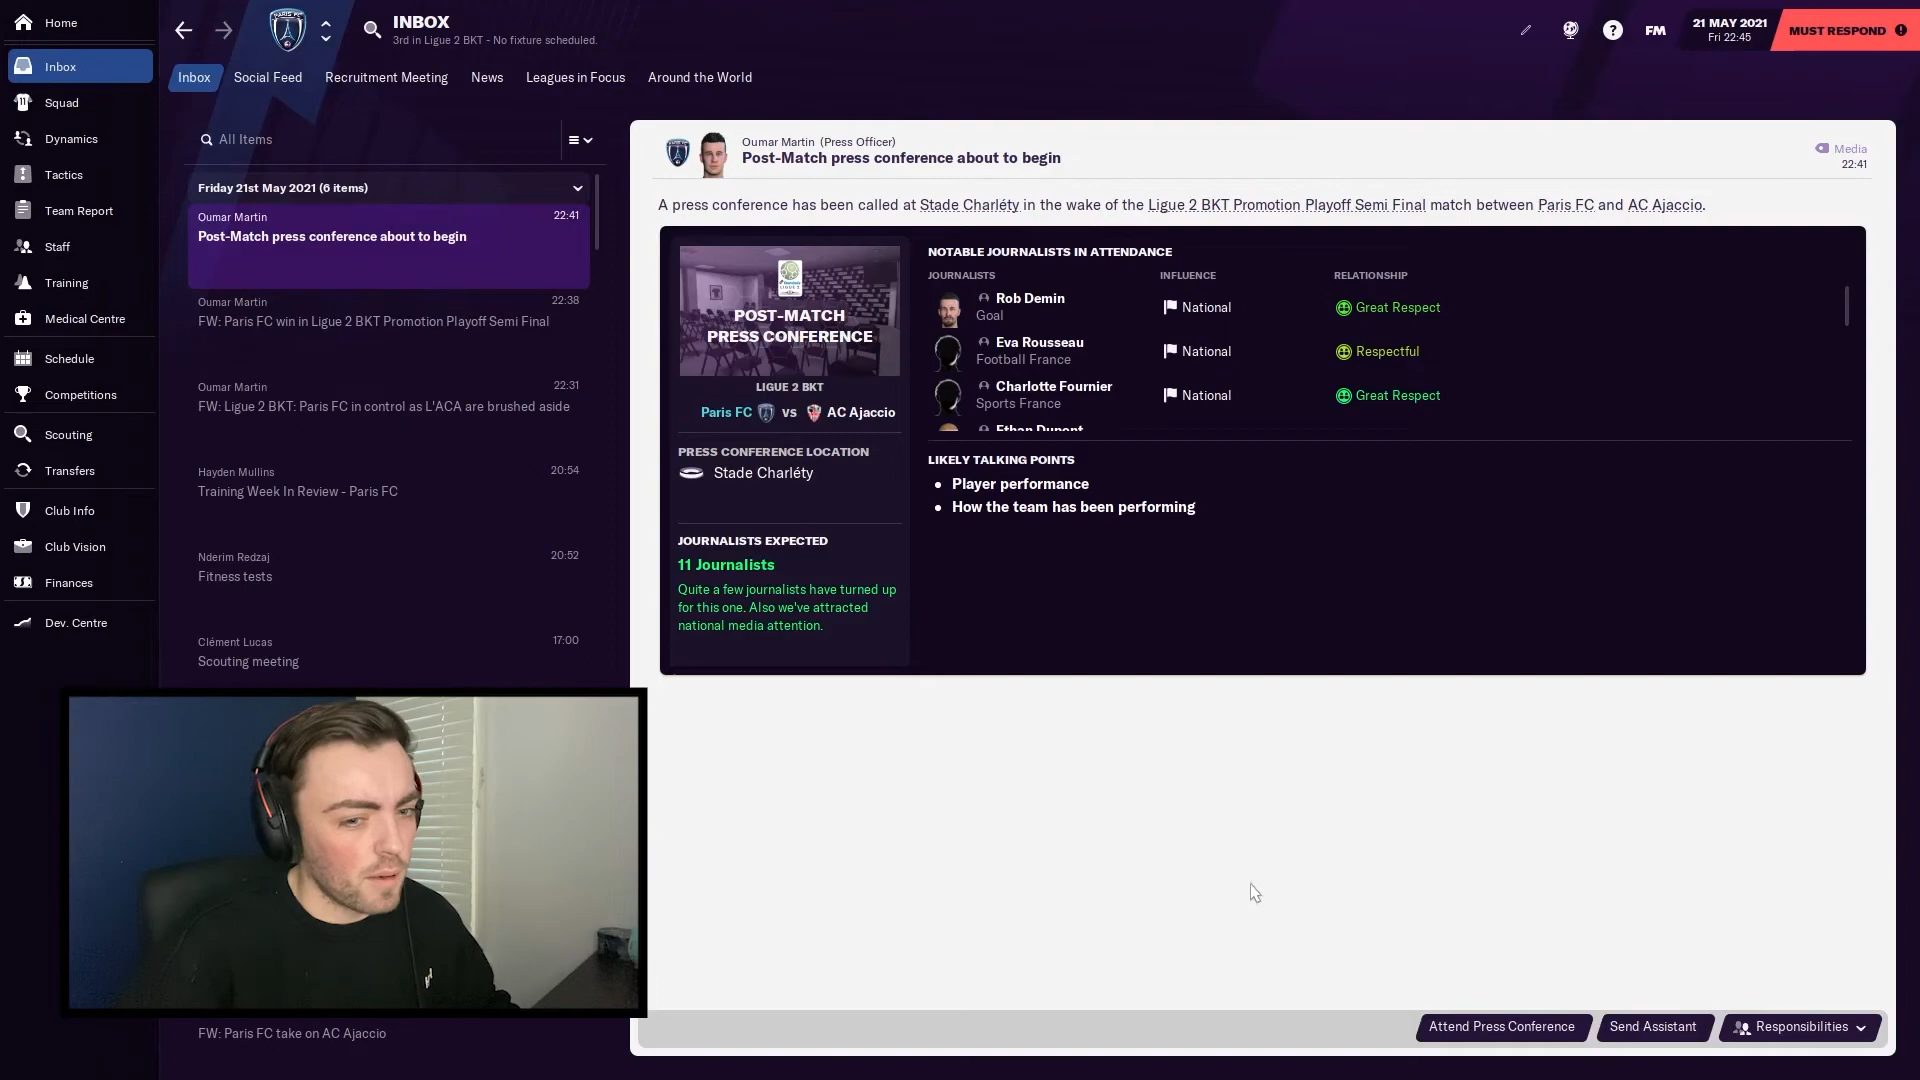 Home
Inbox
Squad
Dynamics
Tactics
Team Report
Staff
Training
Medical Centre
Schedule
Competitions
Scouting
Transfers
Club Info
Club Vision
Finances
Dev. Centre
INBOX
3rd in Ligue 2 BKT - No fixture scheduled.
FM
21 MAY 2021
Fri 22:45
MUST RESPOND
Inbox Social Feed Recruitment Meeting News Leagues in Focus Around the World
All Items
Friday 21st May 2021 (6 items)
Oumar Martin 22:41
Post-Match press conference about to begin
Oumar Martin 22:38
FW: Paris FC win in Ligue 2 BKT Promotion Playoff Semi Final
Oumar Martin 22:31
FW: Ligue 2 BKT: Paris FC in control as L'ACA are brushed aside
Hayden Mullins 20:54
Training Week In Review - Paris FC
Nderim Redzaj 20:52
Fitness tests
Clément Lucas 17:00
Scouting meeting
FW: Paris FC take on AC Ajaccio
Oumar Martin (Press Officer)
Post-Match press conference about to begin
Media
22:41
A press conference has been called at Stade Charléty in the wake of the Ligue 2 BKT Promotion Playoff Semi Final match between Paris FC and AC Ajaccio.
POST-MATCH
PRESS CONFERENCE
LIGUE 2 BKT
Paris FC vs AC Ajaccio
PRESS CONFERENCE LOCATION
Stade Charléty
JOURNALISTS EXPECTED
11 Journalists
Quite a few journalists have turned up
for this one. Also we've attracted
national media attention.
NOTABLE JOURNALISTS IN ATTENDANCE
JOURNALISTS INFLUENCE RELATIONSHIP
Rob Demin
Goal
National Great Respect
Eva Rousseau
Football France
National Respectful
Charlotte Fournier
Sports France
National Great Respect
Ethan Dupont
LIKELY TALKING POINTS
• Player performance
• How the team has been performing
Attend Press Conference Send Assistant Responsibilities